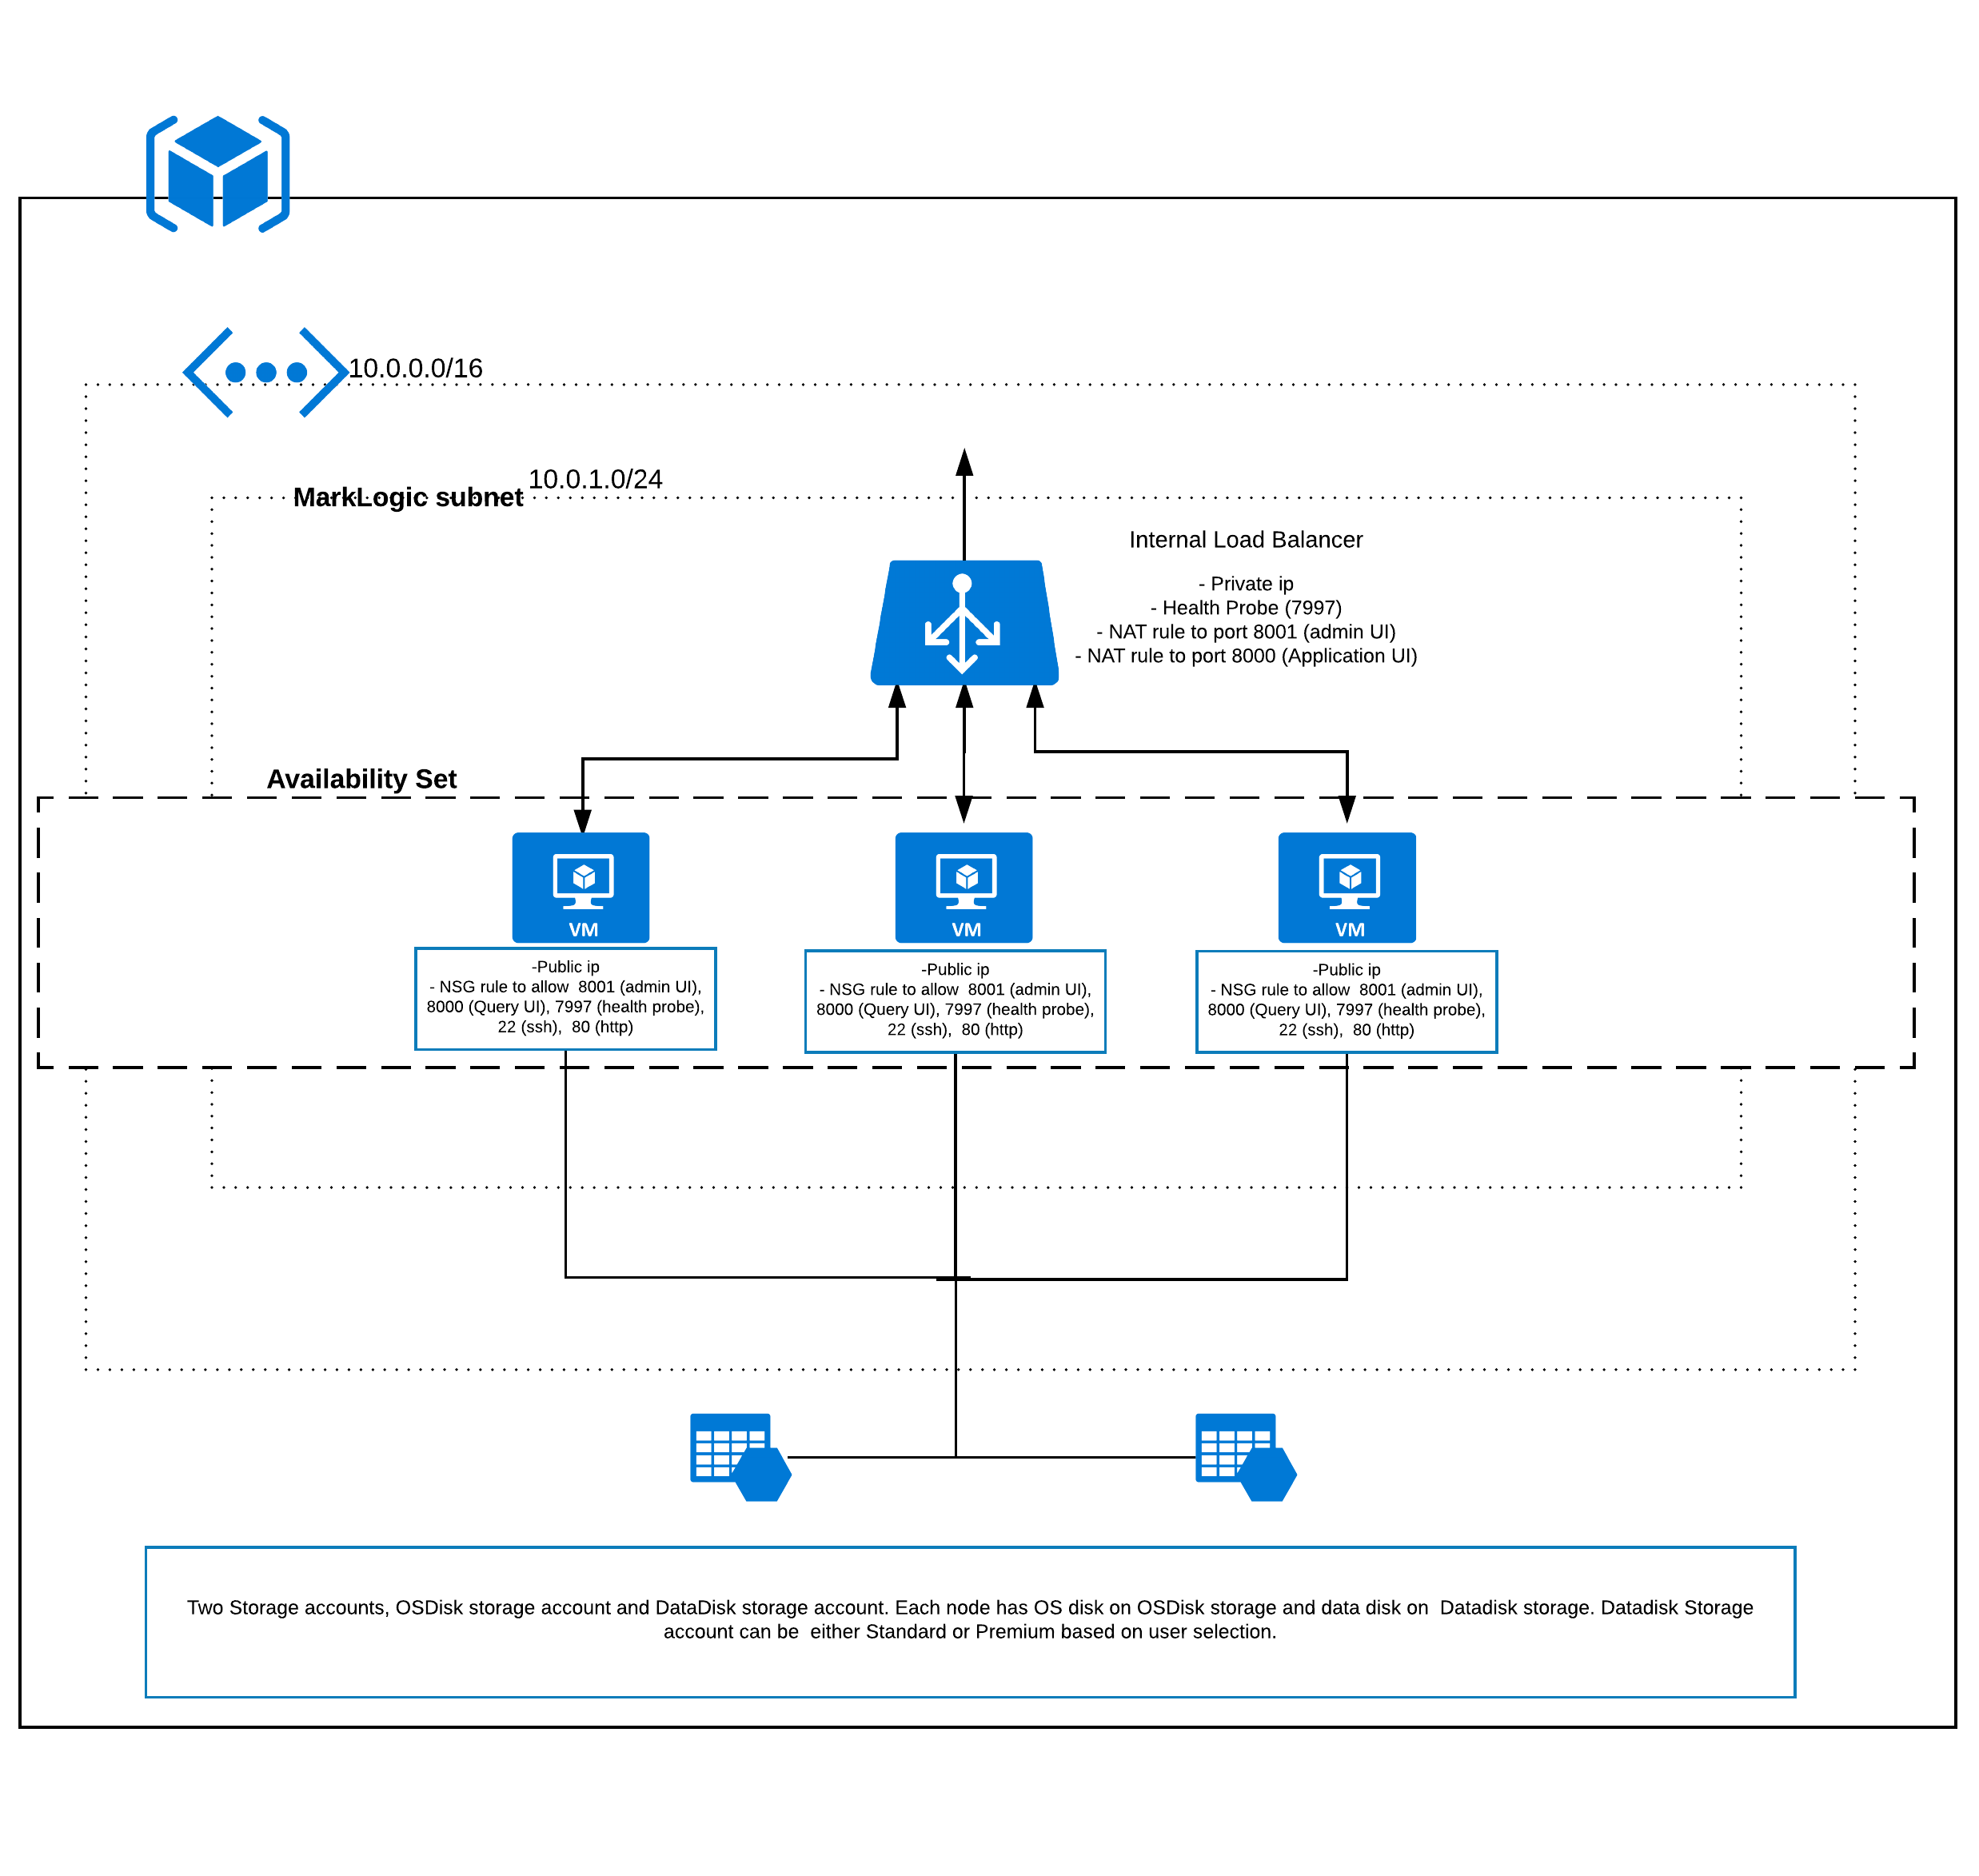 10.0.0.0/16
10.0.1.0/24
MarkLogic subnet
Internal Load Balancer
- Private ip
- Health Probe (7997)
- NAT rule to port 8001 (admin UI)
- NAT rule to port 8000 (Application UI)
Availability Set
VM
VM
VM
-Public ip
- NSG rule to allow  8001 (admin UI),
8000 (Query UI), 7997 (health probe),
22 (ssh),  80 (http)
-Public ip
- NSG rule to allow  8001 (admin UI),
8000 (Query UI), 7997 (health probe),
22 (ssh),  80 (http)
-Public ip
- NSG rule to allow  8001 (admin UI),
8000 (Query UI), 7997 (health probe),
22 (ssh),  80 (http)
Two Storage accounts, OSDisk storage account and DataDisk storage account. Each node has OS disk on OSDisk storage and data disk on  Datadisk storage. Datadisk Storage
account can be  either Standard or Premium based on user selection.